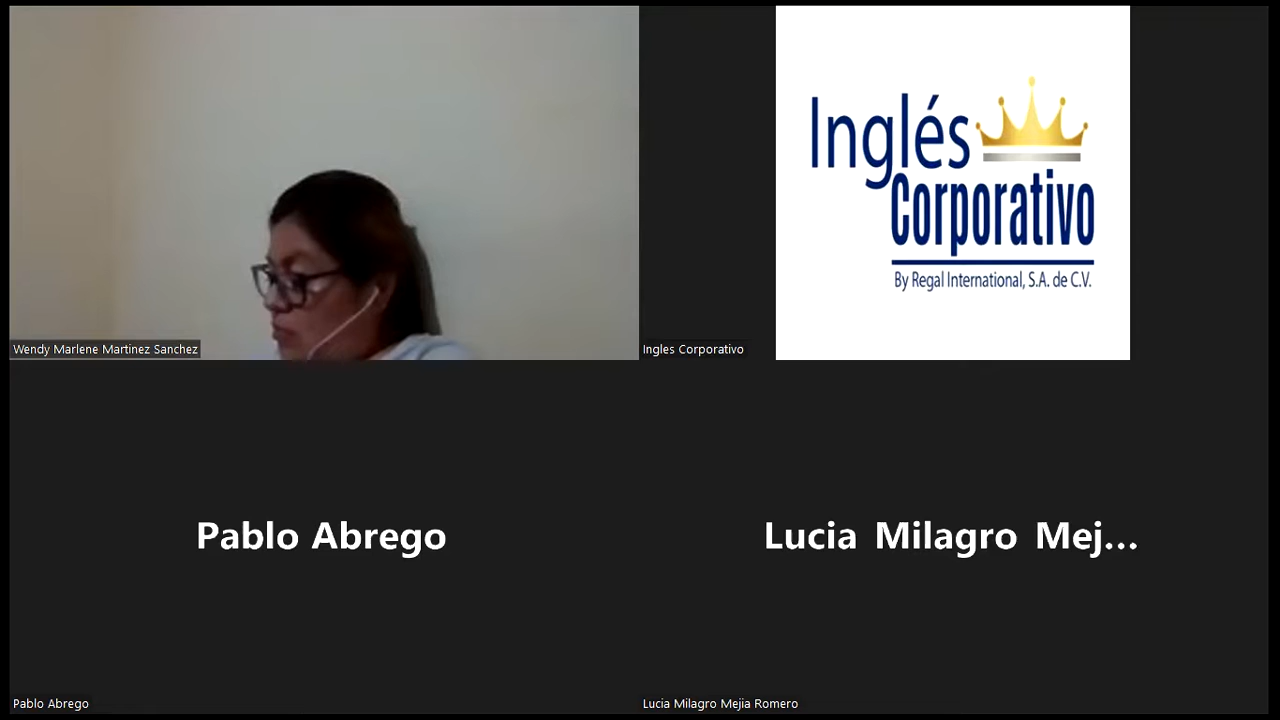 Inglés
Corporativo
By Regal International, S.A. de C.V.
Wendy Marlene Martinez Sanchez
Ingles Corporativo
Pablo Abrego
Lucia Milagro Mej...
Pablo Abrego
Lucia Milagro Mejia Romero